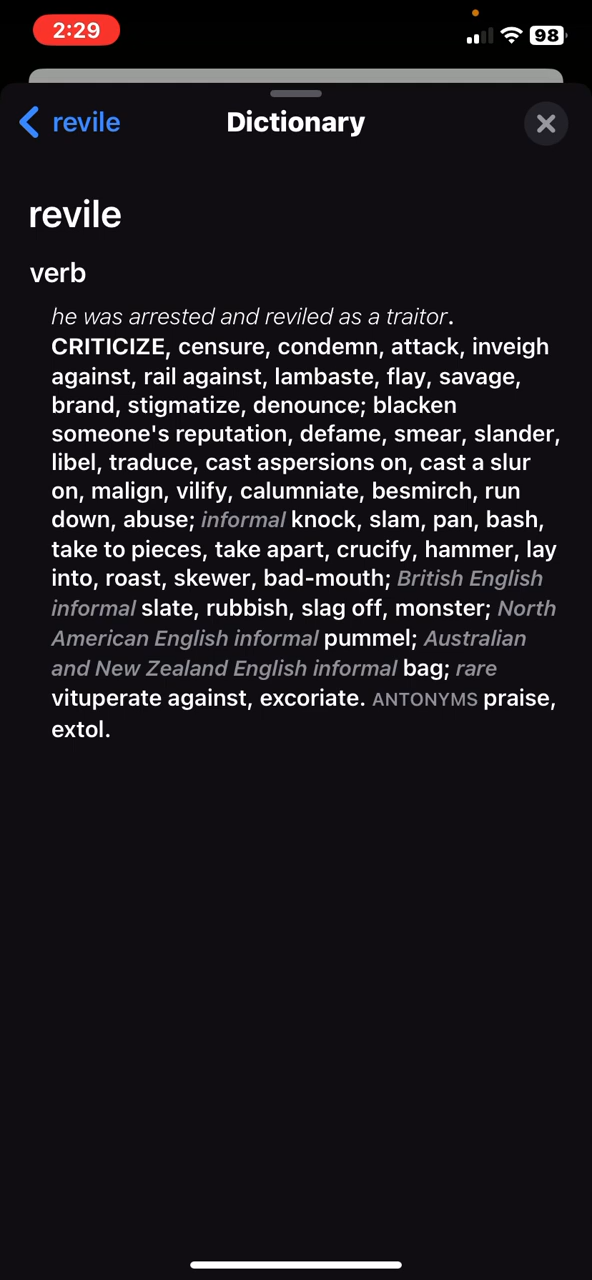 2:29
98
revile
Dictionary
revile
verb
he was arrested and reviled as a traitor.
CRITICIZE, censure, condemn, attack, inveigh
against, rail against, lambaste, flay, savage,
brand, stigmatize, denounce; blacken
someone's reputation, defame, smear, slander,
libel, traduce, cast aspersions on, cast a slur
on, malign, vilify, calumniate, besmirch, run
down, abuse; informal knock, slam, pan, bash,
take to pieces, take apart, crucify, hammer, lay
into, roast, skewer, bad-mouth; British English
informal slate, rubbish, slag off, monster; North
American English informal pummel; Australian
and New Zealand English informal bag; rare
vituperate against, excoriate. ANTONYMS praise,
extol.